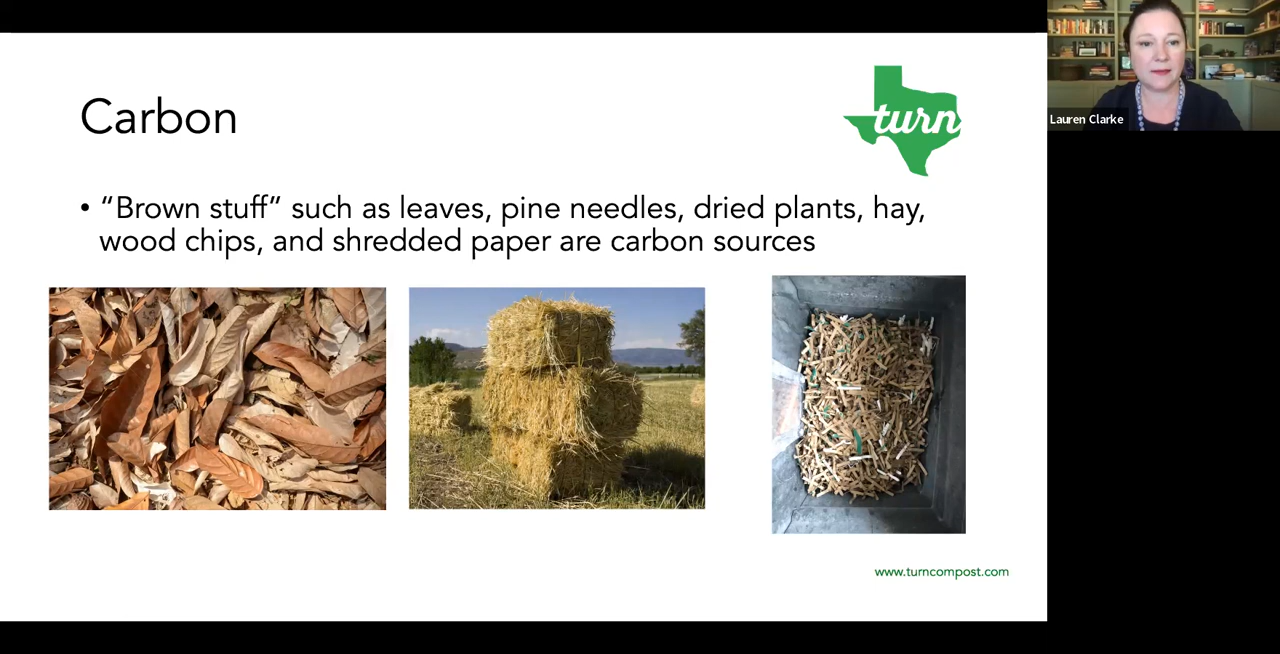 Carbon
turn
Lauren Clarke
• “Brown stuff” such as leaves, pine needles, dried plants, hay,
wood chips, and shredded paper are carbon sources
www.turncompost.com